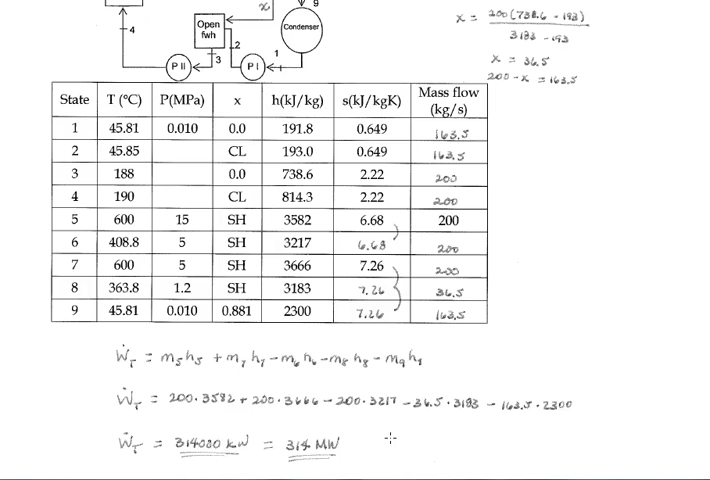 x
9
x = 200(738.6 - 193) / 3183 - 193
4
Open
fwh
Condenser
2
1
3
P II
P I
x = 36.5
200 - x = 163.5
State T (°C) P(MPa) x h(kJ/kg) s(kJ/kgK) Mass flow (kg/s)
1 45.81 0.010 0.0 191.8 0.649 163.5
2 45.85 CL 193.0 0.649 163.5
3 188 0.0 738.6 2.22 200
4 190 CL 814.3 2.22 200
5 600 15 SH 3582 6.68 200
6 408.8 5 SH 3217 6.68 200
7 600 5 SH 3666 7.26 200
8 363.8 1.2 SH 3183 7.26 36.5
9 45.81 0.010 0.881 2300 7.26 163.5
ẆT = m5h5 + m7h7 - m6h6 - m8h8 - m9h9
ẆT = 200·3582 + 200·3666 - 200·3217 - 36.5·3183 - 163.5·2300
ẆT = 314000 kW = 314 MW